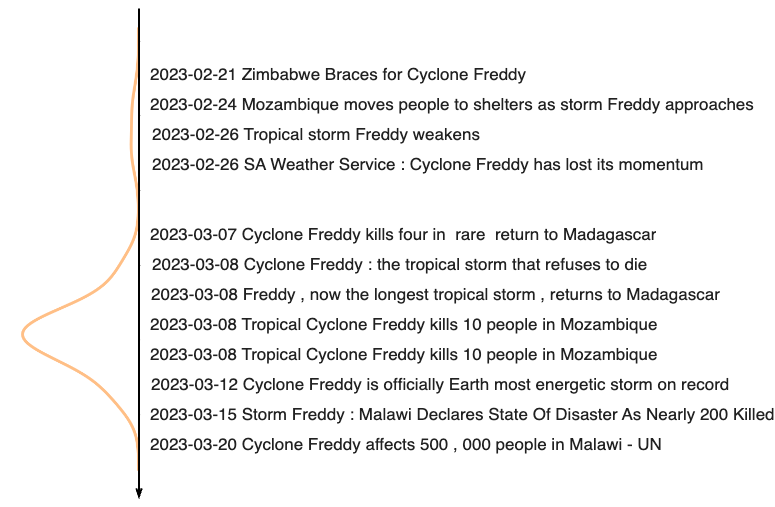 2023-02-21 Zimbabwe Braces for Cyclone Freddy
2023-02-24 Mozambique moves people to shelters as storm Freddy approaches
2023-02-26 Tropical storm Freddy weakens
2023-02-26 SA Weather Service : Cyclone Freddy has lost its momentum
2023-03-07 Cyclone Freddy kills four in  rare  return to Madagascar
2023-03-08 Cyclone Freddy : the tropical storm that refuses to die
2023-03-08 Freddy , now the longest tropical storm , returns to Madagascar
2023-03-08 Tropical Cyclone Freddy kills 10 people in Mozambique
2023-03-08 Tropical Cyclone Freddy kills 10 people in Mozambique
2023-03-12 Cyclone Freddy is officially Earth most energetic storm on record
2023-03-15 Storm Freddy : Malawi Declares State Of Disaster As Nearly 200 Killed
2023-03-20 Cyclone Freddy affects 500 , 000 people in Malawi - UN